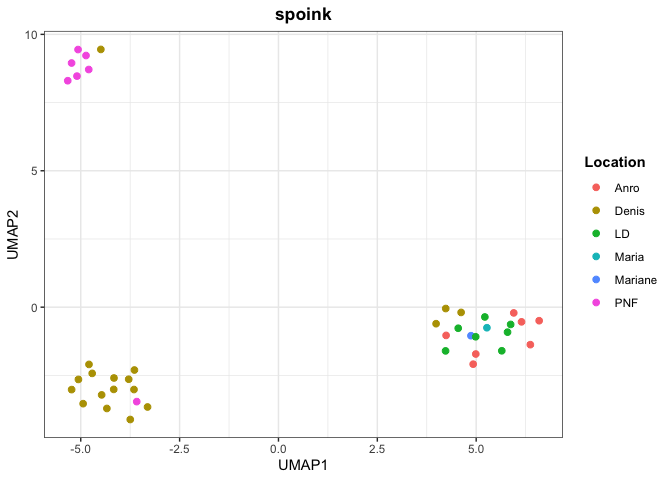 spoink
10
5
0
-5.0
-2.5
0.0
2.5
5.0
UMAP1
UMAP2
Location
Anro
Denis
LD
Maria
Mariane
PNF